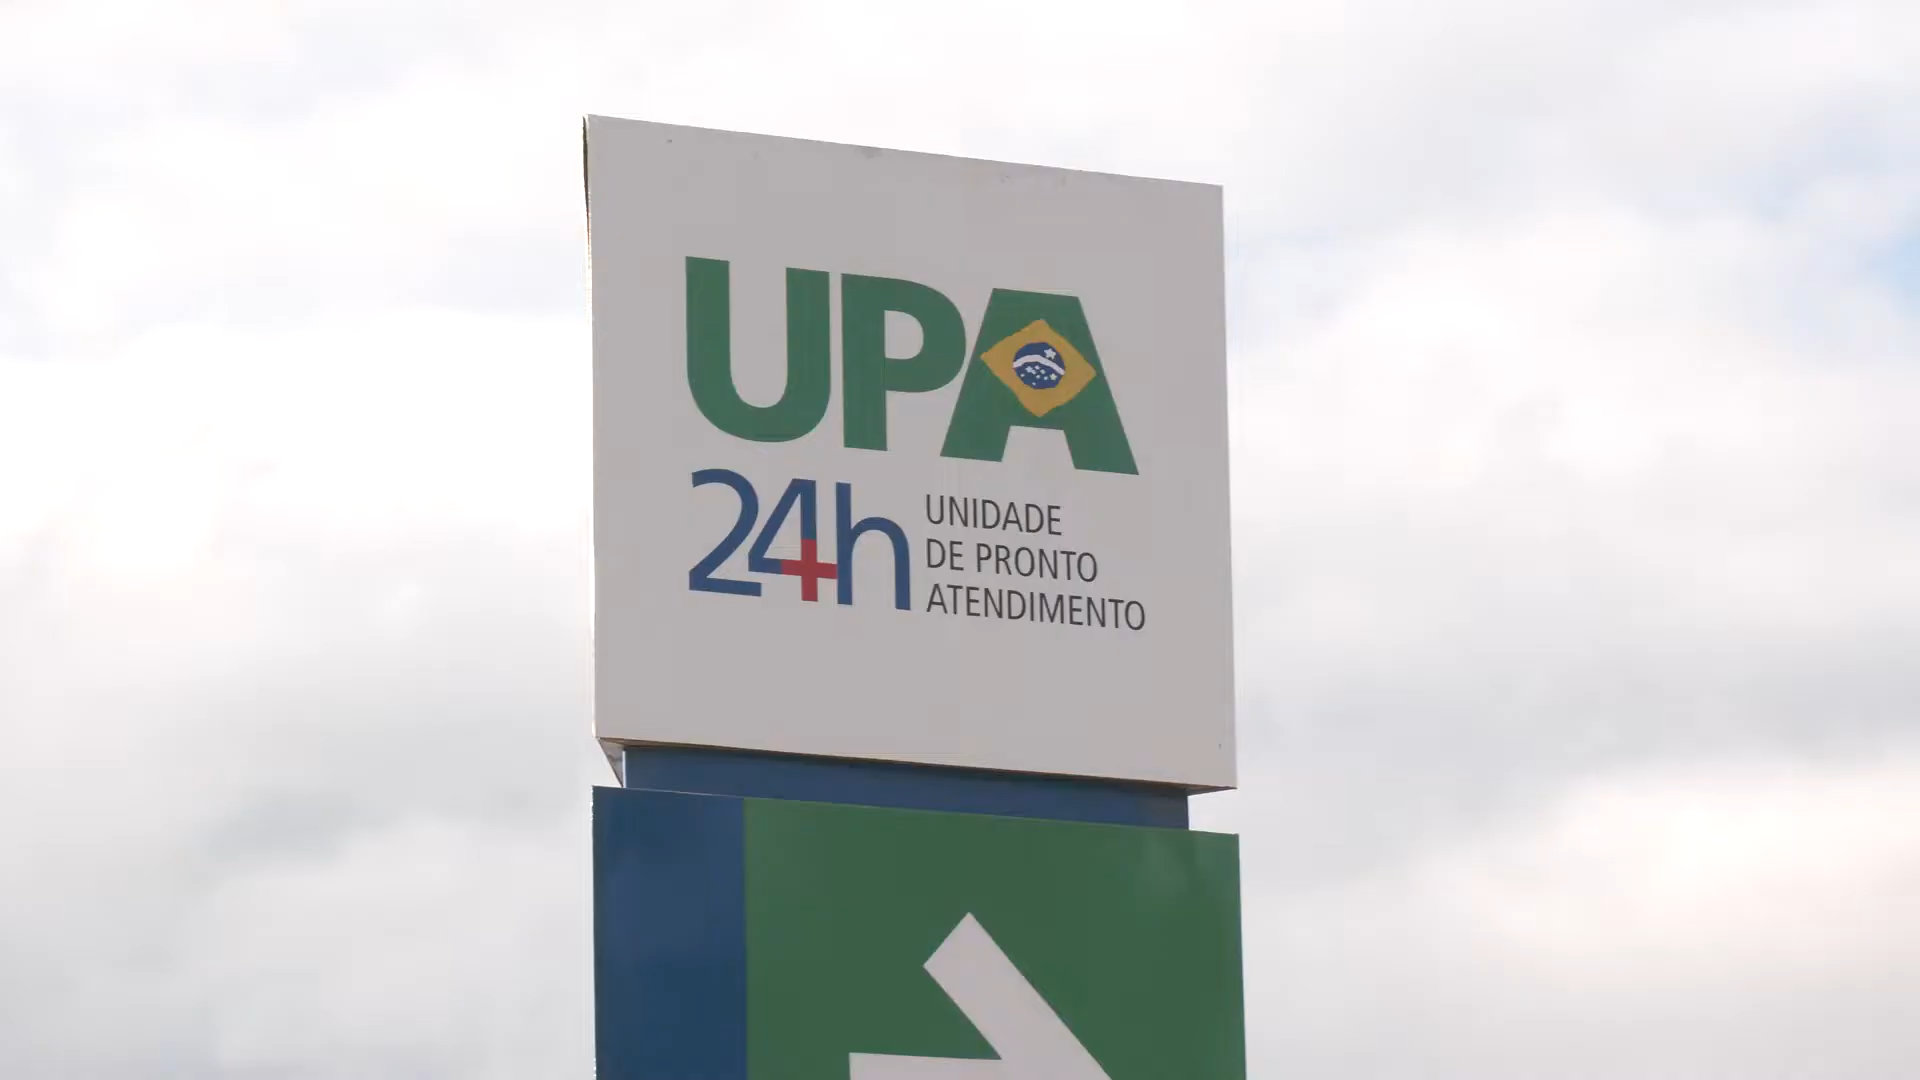 UPA
24h
UNIDADE
DE PRONTO
ATENDIMENTO